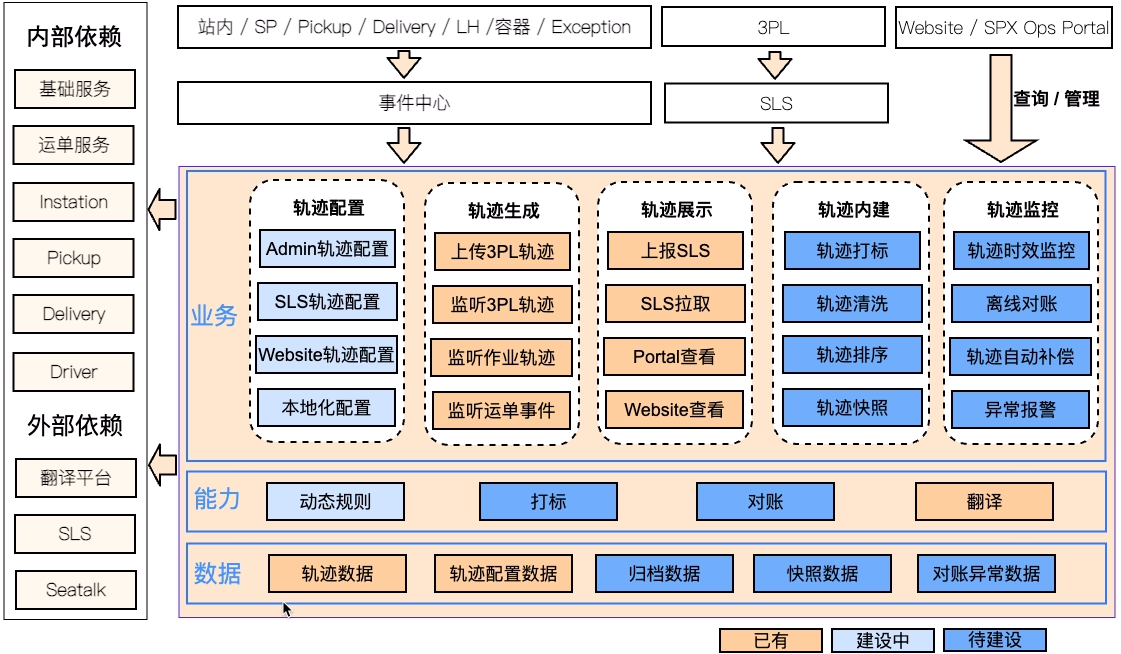 内部依赖
基础服务
运单服务
Instation
Pickup
Delivery
Driver
外部依赖
翻译平台
SLS
Seatalk
站内 / SP / Pickup / Delivery / LH /容器 / Exception
3PL
Website / SPX Ops Portal
事件中心
SLS
查询 / 管理
业务
轨迹配置
Admin轨迹配置
SLS轨迹配置
Website轨迹配置
本地化配置
轨迹生成
上传3PL轨迹
监听3PL轨迹
监听作业轨迹
监听运单事件
轨迹展示
上报SLS
SLS拉取
Portal查看
Website查看
轨迹内建
轨迹打标
轨迹清洗
轨迹排序
轨迹快照
轨迹监控
轨迹时效监控
离线对账
轨迹自动补偿
异常报警
能力
动态规则
打标
对账
翻译
数据
轨迹数据
轨迹配置数据
归档数据
快照数据
对账异常数据
已有
建设中
待建设